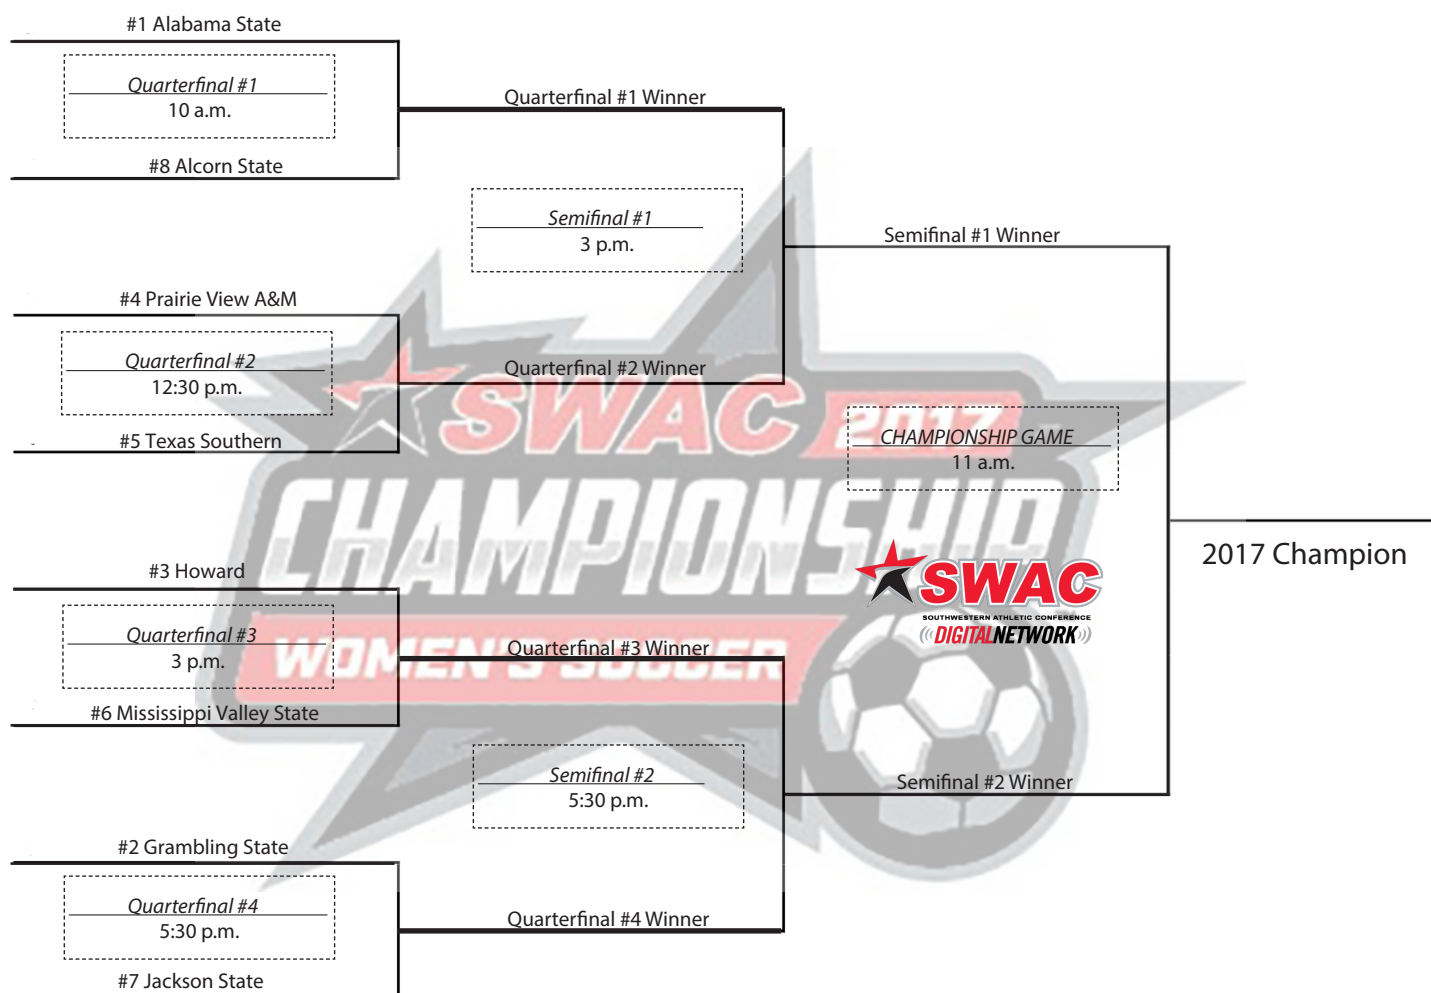 #1 Alabama State
Quarterfinal #1
10 a.m.
#8 Alcorn State
Quarterfinal #1 Winner
Semifinal #1
3 p.m.
Semifinal #1 Winner
#4 Prairie View A&M
Quarterfinal #2
12:30 p.m.
#5 Texas Southern
Quarterfinal #2 Winner
SWAC 2017
CHAMPIONSHIP
WOMEN'S SOCCER
CHAMPIONSHIP GAME
11 a.m.
SWAC
SOUTHWESTERN ATHLETIC CONFERENCE
DIGITALNETWORK
2017 Champion
#3 Howard
Quarterfinal #3
3 p.m.
#6 Mississippi Valley State
Quarterfinal #3 Winner
Semifinal #2
5:30 p.m.
Semifinal #2 Winner
#2 Grambling State
Quarterfinal #4
5:30 p.m.
#7 Jackson State
Quarterfinal #4 Winner